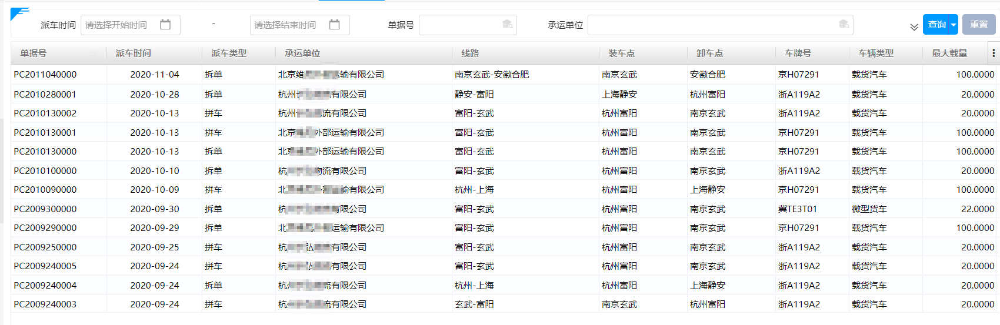 派车时间 请选择开始时间 - 请选择结束时间 单据号 承运单位 查询 重置
单据号 派车时间 派车类型 承运单位 线路 装车点 卸车点 车牌号 车辆类型 最大载量
PC2011040000 2020-11-04 拆单 北京维 输有限公司 南京玄武-安徽合肥 南京玄武 安徽合肥 京H07291 载货汽车 100.0000
PC2010280001 2020-10-28 拆单 杭州 有限公司 静安-富阳 上海静安 杭州富阳 浙A119A2 载货汽车 20.0000
PC2010130002 2020-10-13 拼车 杭州 流有限公司 富阳-玄武 杭州富阳 南京玄武 浙A119A2 载货汽车 20.0000
PC2010130001 2020-10-13 拼车 北京 外部运输有限公司 富阳-玄武 杭州富阳 南京玄武 京H07291 载货汽车 100.0000
PC2010130000 2020-10-13 拆单 北 外部运输有限公司 富阳-玄武 杭州富阳 南京玄武 京H07291 载货汽车 100.0000
PC2010100000 2020-10-10 拆单 杭 物流有限公司 富阳-玄武 杭州富阳 南京玄武 浙A119A2 载货汽车 20.0000
PC2010090000 2020-10-09 拼车 北 输有限公司 杭州-上海 杭州富阳 上海静安 京H07291 载货汽车 100.0000
PC2009300000 2020-09-30 拆单 杭 有限公司 富阳-玄武 杭州富阳 南京玄武 冀TE3T01 微型货车 22.0000
PC2009290000 2020-09-29 拆单 北 运输有限公司 富阳-玄武 杭州富阳 南京玄武 京H07291 载货汽车 100.0000
PC2009250000 2020-09-25 拼车 杭 弘 有限公司 富阳-玄武 杭州富阳 南京玄武 浙A119A2 载货汽车 20.0000
PC2009240005 2020-09-24 拼车 杭 有限公司 富阳-玄武 杭州富阳 南京玄武 浙A119A2 载货汽车 20.0000
PC2009240004 2020-09-24 拆单 杭 流有限公司 杭州-上海 杭州富阳 上海静安 浙A119A2 载货汽车 20.0000
PC2009240003 2020-09-24 拼车 杭 流有限公司 玄武-富阳 南京玄武 杭州富阳 浙A119A2 载货汽车 20.0000